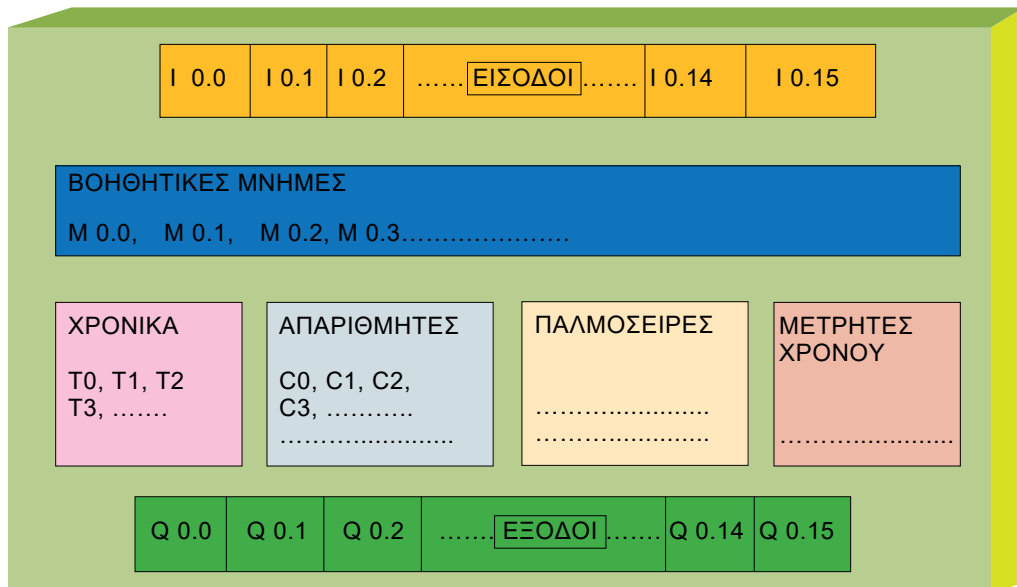 I 0.0 I 0.1 I 0.2 ......ΕΙΣΟΔΟΙ....... I 0.14 I 0.15
ΒΟΗΘΗΤΙΚΕΣ ΜΝΗΜΕΣ
M 0.0, M 0.1, M 0.2, M 0.3......................
ΧΡΟΝΙΚΑ
T0, T1, T2
T3, .......
ΑΠΑΡΙΘΜΗΤΕΣ
C0, C1, C2,
C3, ...........
.......................
ΠΑΛΜΟΣΕΙΡΕΣ
.......................
.......................
ΜΕΤΡΗΤΕΣ
ΧΡΟΝΟΥ
.......................
Q 0.0 Q 0.1 Q 0.2 .......ΕΞΟΔΟΙ....... Q 0.14 Q 0.15